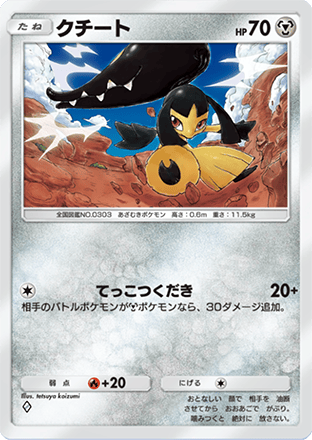 たね クチート HP70
全国図鑑NO.0303 あざむきポケモン 高さ:0.6m 重さ:11.5kg
てっこつくだき 20+
相手のバトルポケモンがポケモンなら、30ダメージ追加。
弱点 +20 にげる
Illus. tetsuya koizumi
おとなしい 顔で 相手を 油断
させてから おおあごで がぶり。
噛みつくと 絶対に 放さない。